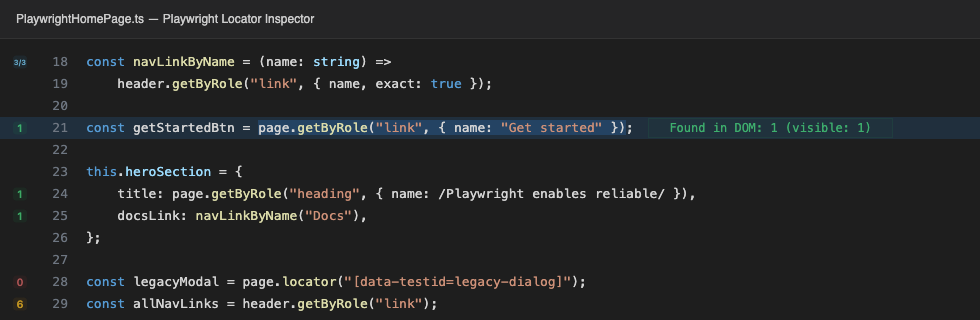 PlaywrightHomePage.ts — Playwright Locator Inspector
3/3 18 const navLinkByName = (name: string) =>
19 header.getByRole("link", { name, exact: true });
20
1 21 const getStartedBtn = page.getByRole("link", { name: "Get started" }); Found in DOM: 1 (visible: 1)
22
23 this.heroSection = {
1 24 title: page.getByRole("heading", { name: /Playwright enables reliable/ }),
1 25 docsLink: navLinkByName("Docs"),
26 };
27
0 28 const legacyModal = page.locator("[data-testid=legacy-dialog]");
6 29 const allNavLinks = header.getByRole("link");